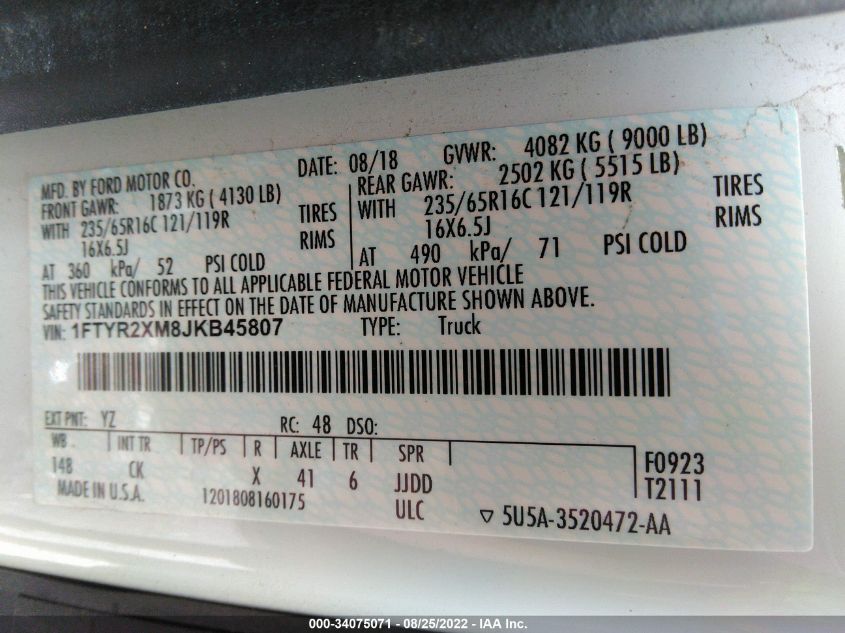 MFD. BY FORD MOTOR CO. DATE: 08/18 GVWR: 4082 KG ( 9000 LB)
FRONT GAWR: 1873 KG ( 4130 LB) REAR GAWR: 2502 KG ( 5515 LB)
WITH 235/65R16C 121/119R TIRES WITH 235/65R16C 121/119R TIRES
16X6.5J RIMS 16X6.5J RIMS
AT 360 kPa/ 52 PSI COLD AT 490 kPa/ 71 PSI COLD
THIS VEHICLE CONFORMS TO ALL APPLICABLE FEDERAL MOTOR VEHICLE
SAFETY STANDARDS IN EFFECT ON THE DATE OF MANUFACTURE SHOWN ABOVE.
VIN: 1FTYR2XM8JKB45807 TYPE: Truck
EXT PNT: YZ RC: 48 DSO:
WB INT TR TP/PS R AXLE TR SPR
148 CK X 41 6 JJDD
F0923
T2111
MADE IN U.S.A. 1201808160175 ULC ▽ 5U5A-3520472-AA
000-34075071 - 08/25/2022 - IAA Inc.